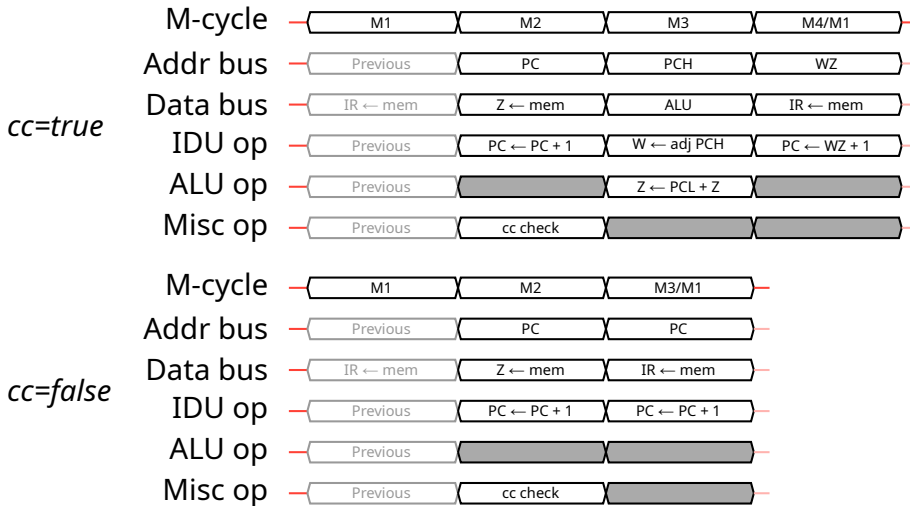 M-cycle M1 M2 M3 M4/M1
Addr bus Previous PC PCH WZ
Data bus IR ← mem Z ← mem ALU IR ← mem
cc=true
IDU op Previous PC ← PC + 1 W ← adj PCH PC ← WZ + 1
ALU op Previous Z ← PCL + Z
Misc op Previous cc check
M-cycle M1 M2 M3/M1
Addr bus Previous PC PC
Data bus IR ← mem Z ← mem IR ← mem
cc=false
IDU op Previous PC ← PC + 1 PC ← PC + 1
ALU op Previous
Misc op Previous cc check